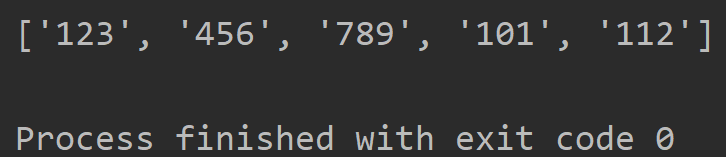 ['123', '456', '789', '101', '112']
Process finished with exit code 0